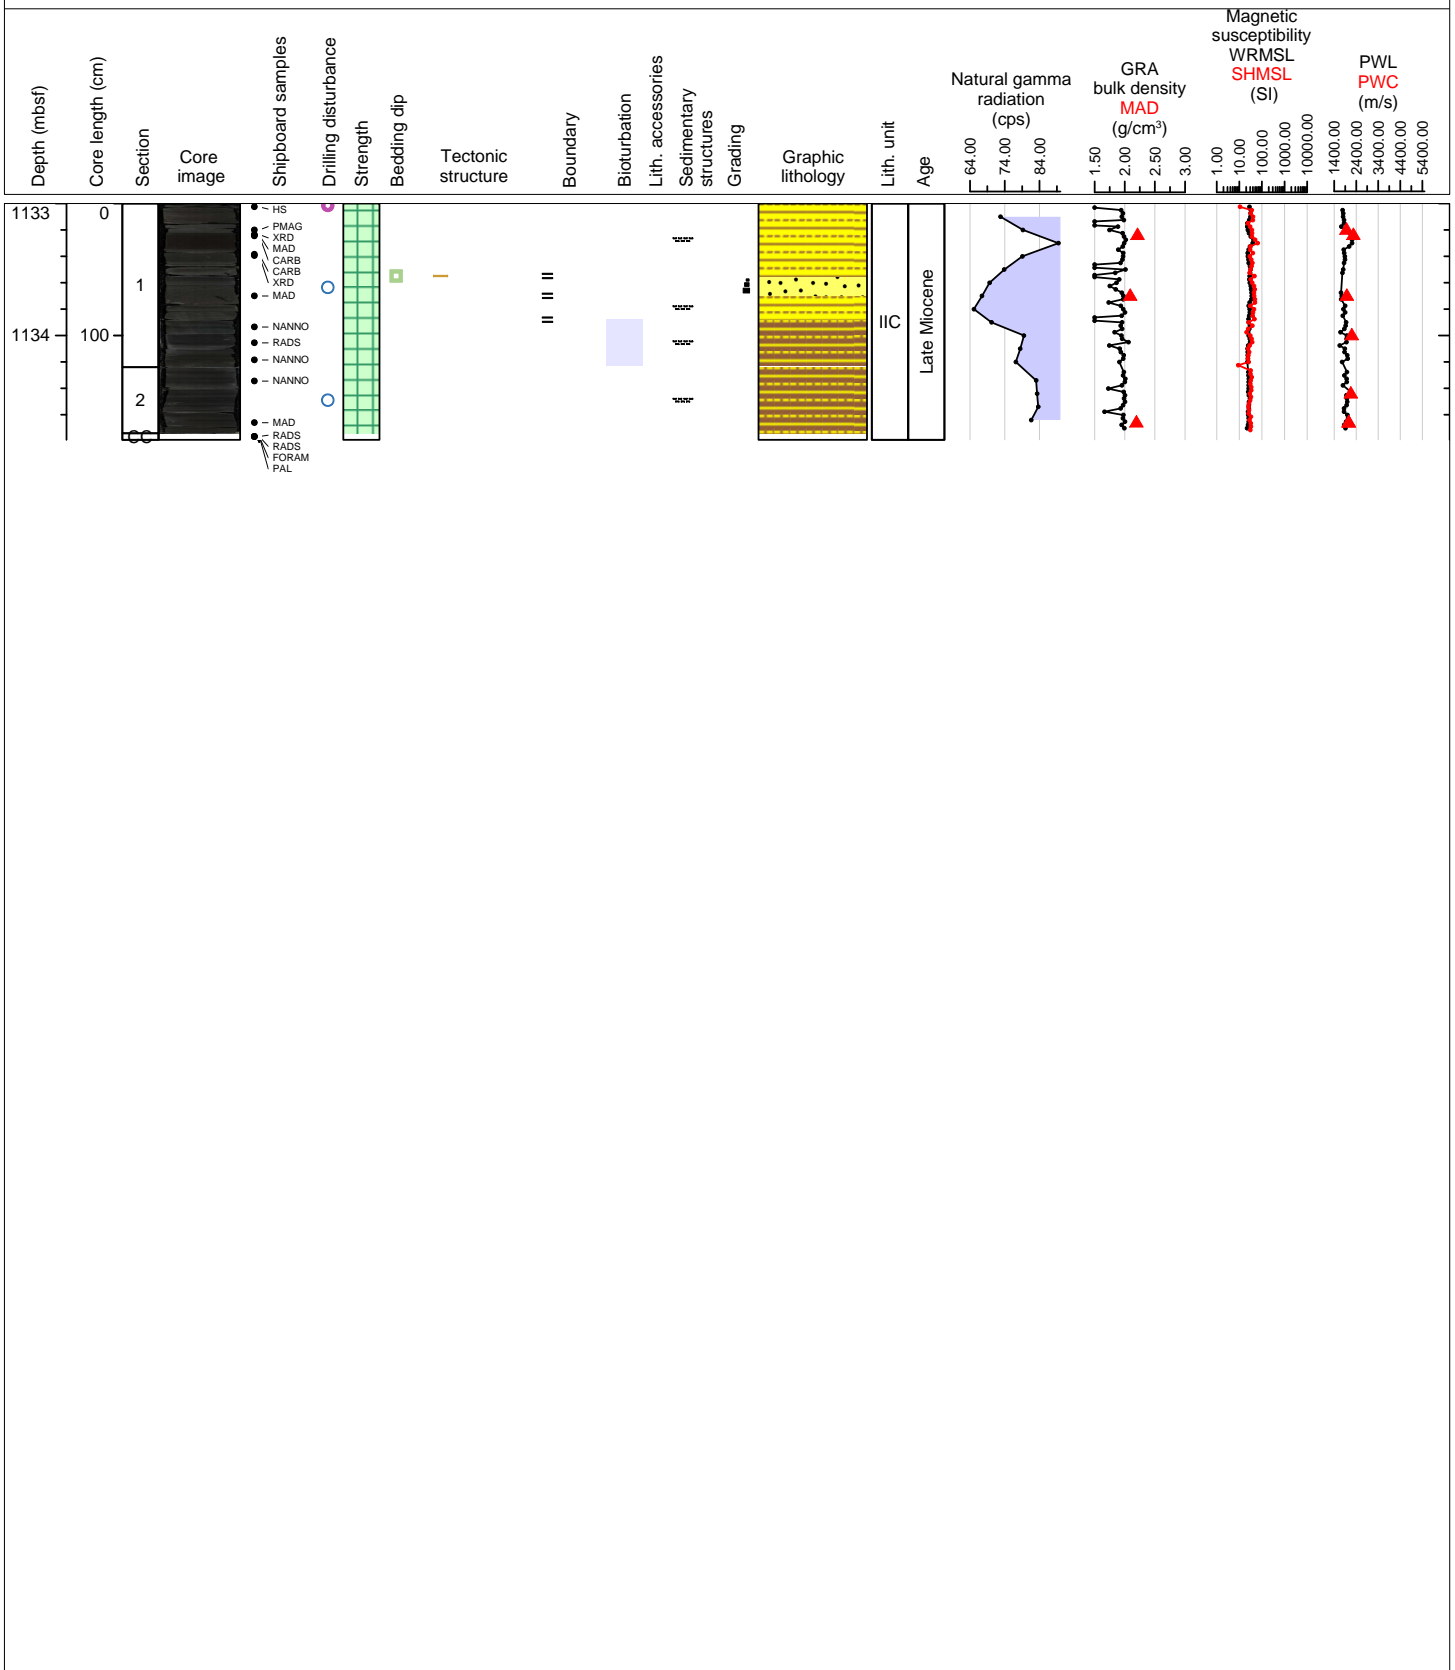 Depth (mbsf)
Core length (cm)
Section
Core
image
Shipboard samples
Drilling disturbance
Strength
Bedding dip
Tectonic
structure
Boundary
Bioturbation
Lith. accessories
Sedimentary
structures
Grading
Graphic
lithology
Lith. unit
Age
Natural gamma
radiation
(cps)
64.00
74.00
84.00
GRA
bulk density
MAD
(g/cm³)
1.50
2.00
2.50
3.00
Magnetic
susceptibility
WRMSL
SHMSL
(SI)
1.00
10.00
100.00
1000.00
10000.00
PWL
PWC
(m/s)
1400.00
2400.00
3400.00
4400.00
5400.00
1133
1134
0
100
1
2
CC
HS
PMAG
XRD
MAD
CARB
CARB
XRD
MAD
NANNO
RADS
NANNO
NANNO
MAD
RADS
RADS
FORAM
PAL
IIC
Late Miocene